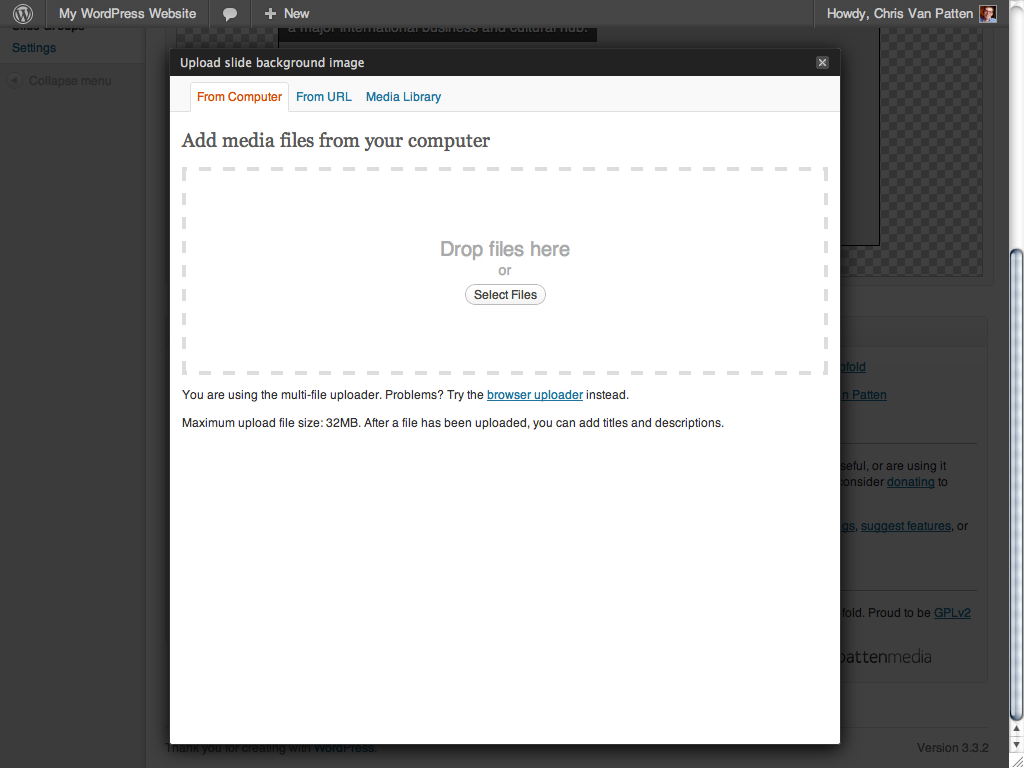 My WordPress Website
New
Howdy, Chris Van Patten
a major international business and cultural hub.
Settings
Collapse menu
Upload slide background image
From Computer
From URL
Media Library
Add media files from your computer
Drop files here
or
Select Files
You are using the multi-file uploader. Problems? Try the browser uploader instead.
Maximum upload file size: 32MB. After a file has been uploaded, you can add titles and descriptions.
n Patten
seful, or are using it
consider donating to
gs, suggest features, or
fold. Proud to be GPLv2
pattenmedia
Thank you for creating with WordPress.
Version 3.3.2